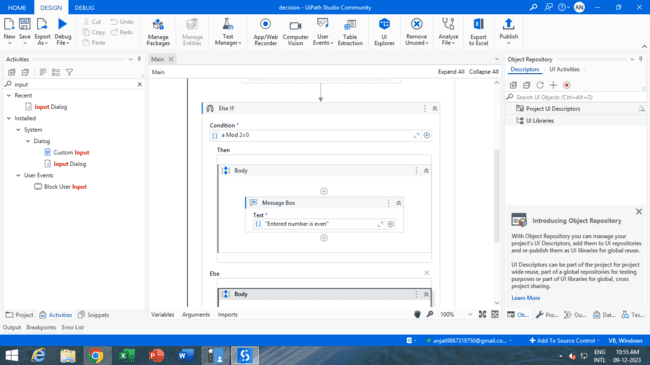 HOME DESIGN DEBUG decision - UiPath Studio Community AN
New Save Export As Debug File Cut Copy Paste Undo Redo Manage Packages Manage Entities Test Manager App/Web Recorder Computer Vision User Events Table Extraction UI Explorer Remove Unused Analyze File Export to Excel Publish
Activities
input
Recent
Input Dialog
Installed
System
Dialog
Custom Input
Input Dialog
User Events
Block User Input
Project Activities Snippets
Main
Main Expand All Collapse All
Else If
Condition *
a Mod 2=0
Then
Body
Message Box
Text *
"Entered number is even"
Else
Body
Variables Arguments Imports 100%
Object Repository
Descriptors UI Activities
Search UI Objects (Ctrl+Alt+O)
Project UI Descriptors
UI Libraries
Introducing Object Repository
With Object Repository you can manage your project's UI Descriptors, add them to UI repositories and re-publish them as UI libraries for global reuse.
UI Descriptors can be part of the project for project wide reuse, part of a global repositories for testing purposes or part of UI Libraries for global, cross project sharing.
Learn More
Ob... Pro... Ou... Dat... Tes...
Output Breakpoints Error List
anjali9867318750@gmail.co... Add To Source Control VB, Windows
ENG INTL
10:55 AM
09-12-2023